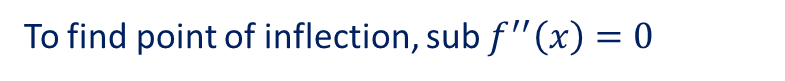 To find point of inflection, sub f′′(x) = 0